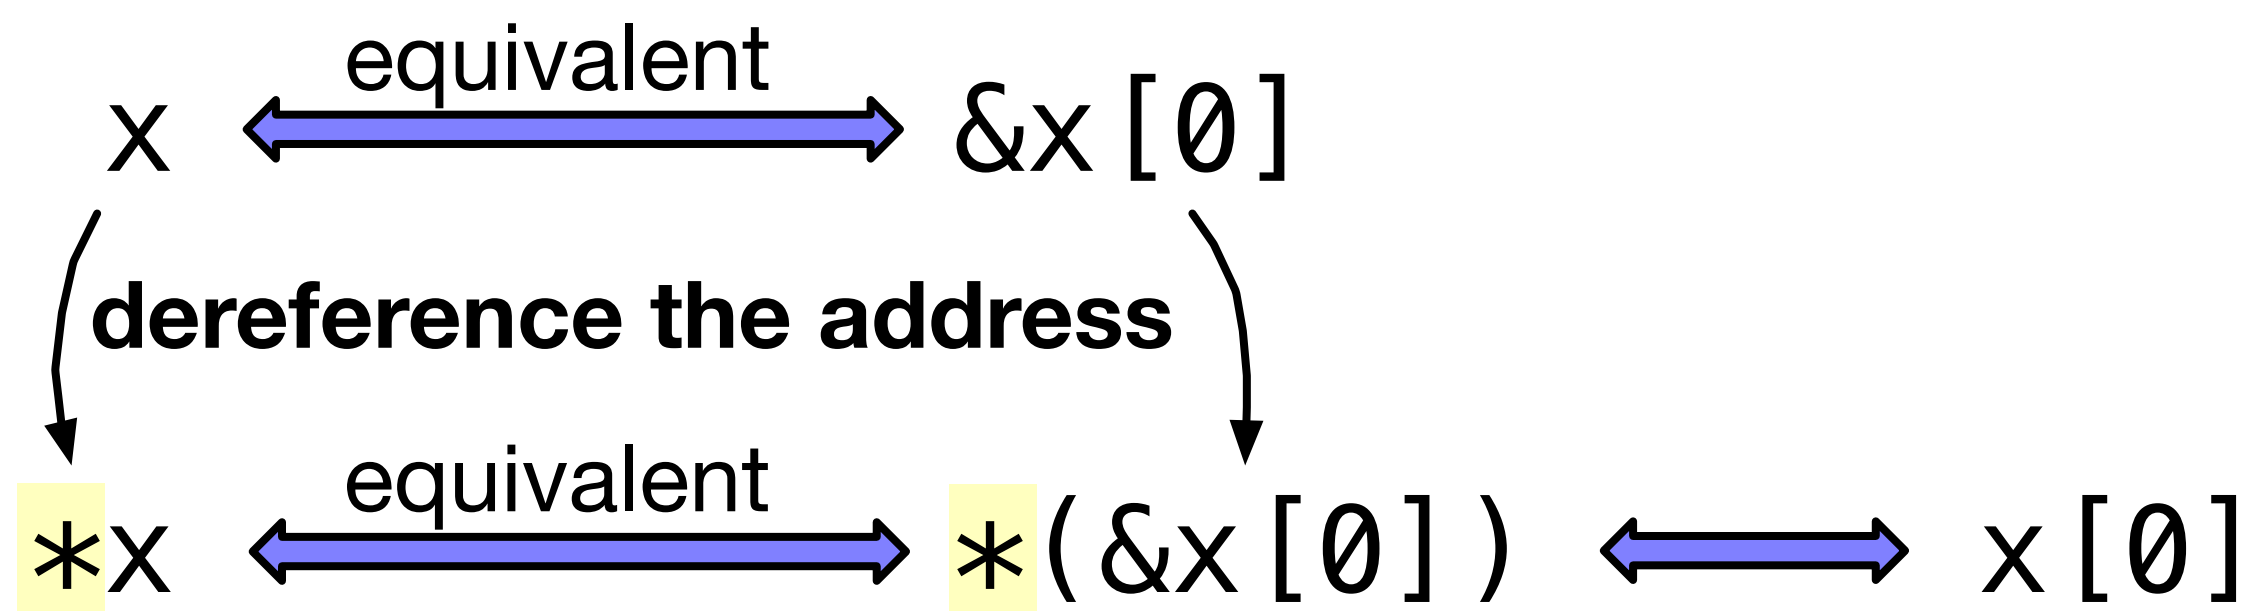 equivalent
x &x[0]
dereference the address
equivalent
*x *(&x[0]) x[0]